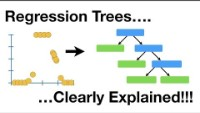 Regression Trees....
...Clearly Explained!!!